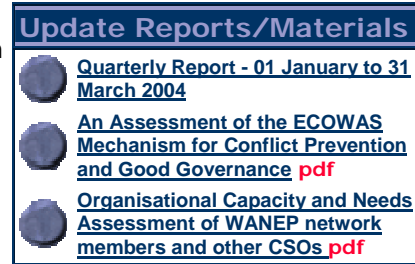 Update Reports/Materials
Quarterly Report - 01 January to 31
March 2004
An Assessment of the ECOWAS
Mechanism for Conflict Prevention
and Good Governance pdf
Organisational Capacity and Needs
Assessment of WANEP network
members and other CSOs pdf